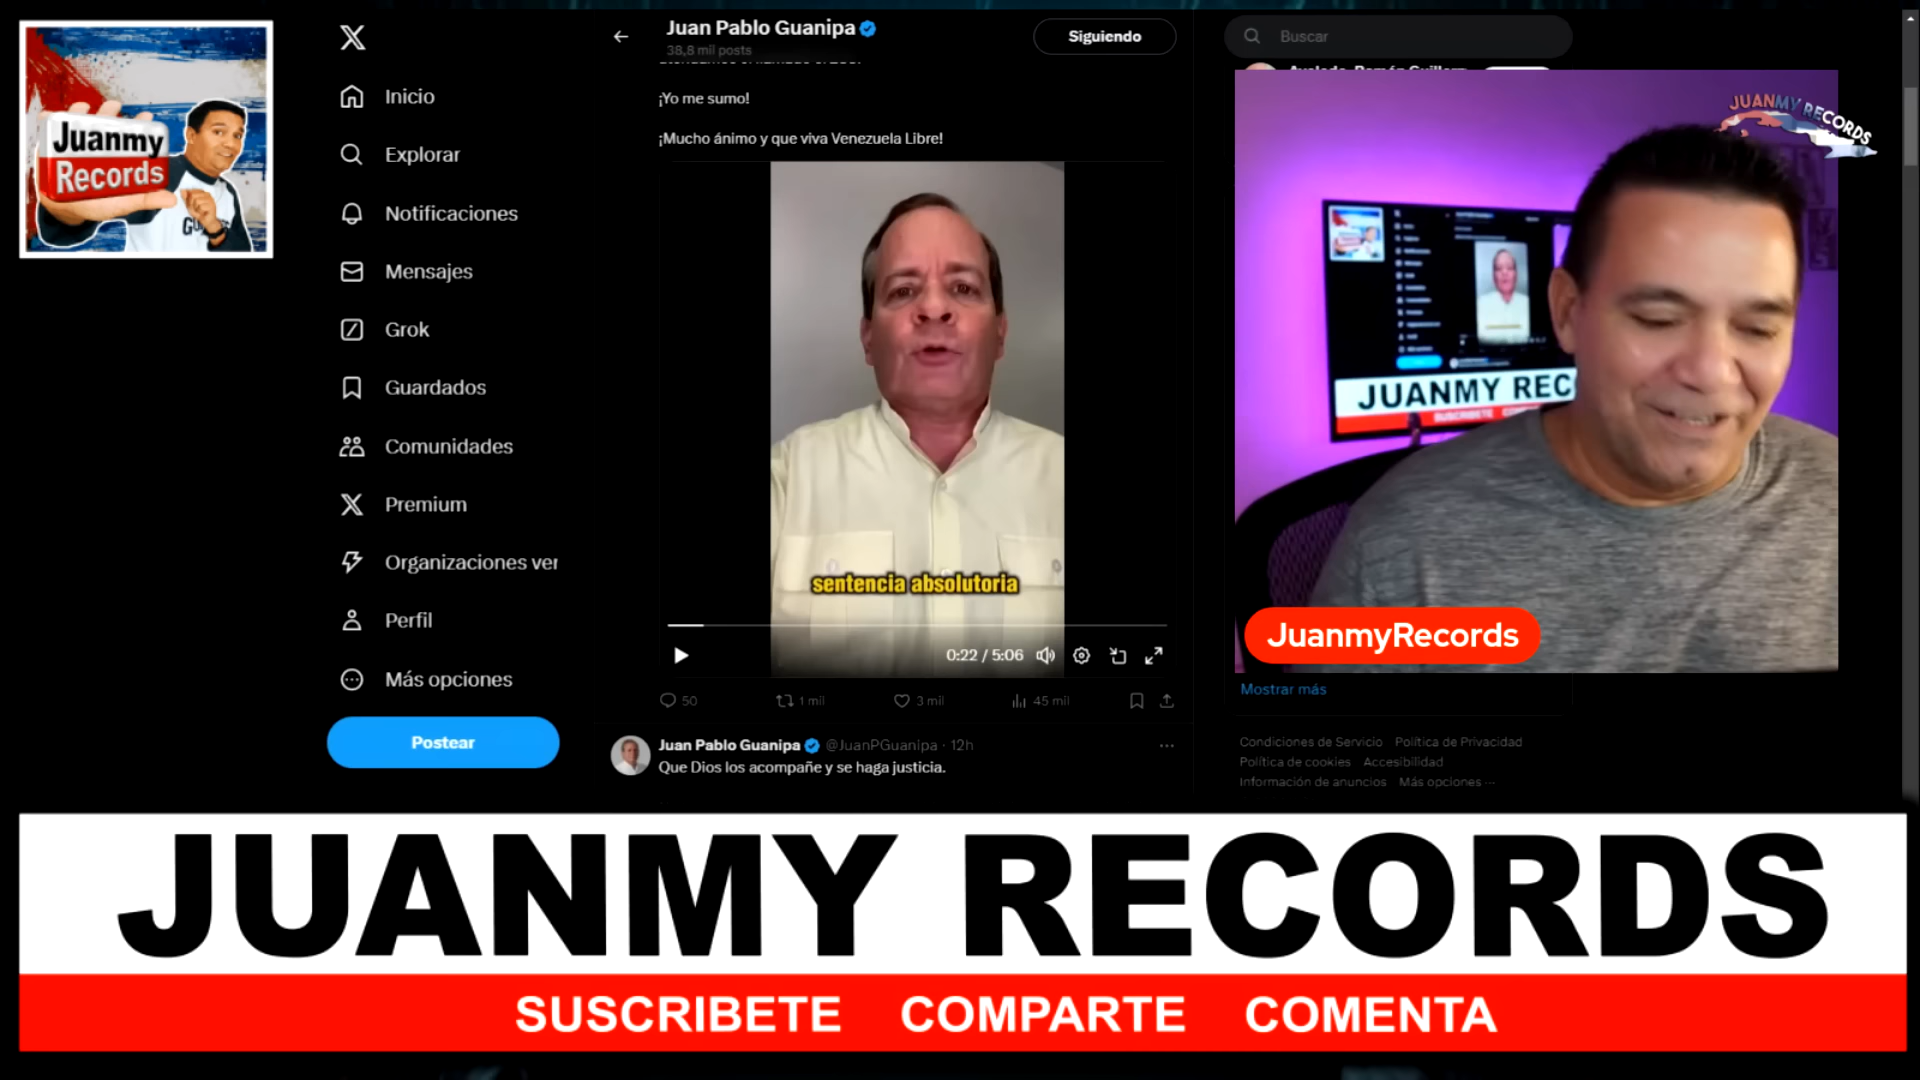 Juanmy
Records
Inicio
Explorar
Notificaciones
Mensajes
Grok
Guardados
Comunidades
Premium
Organizaciones ver
Perfil
Más opciones
Postear
Juan Pablo Guanipa
38,8 mil posts
Siguiendo
¡Yo me sumo!
¡Mucho ánimo y que viva Venezuela Libre!
sentencia absolutoria
0:22 / 5:06
50
1 mil
3 mil
45 mil
Juan Pablo Guanipa @JuanPGuanipa · 12h
Que Dios los acompañe y se haga justicia.
Buscar
JUANMY RECORDS
JUANMY REC
SUSCRIBETE
JuanmyRecords
Mostrar más
Condiciones de Servicio Política de Privacidad
Política de cookies Accesibilidad
Información de anuncios Más opciones ···
JUANMY RECORDS
SUSCRIBETE COMPARTE COMENTA